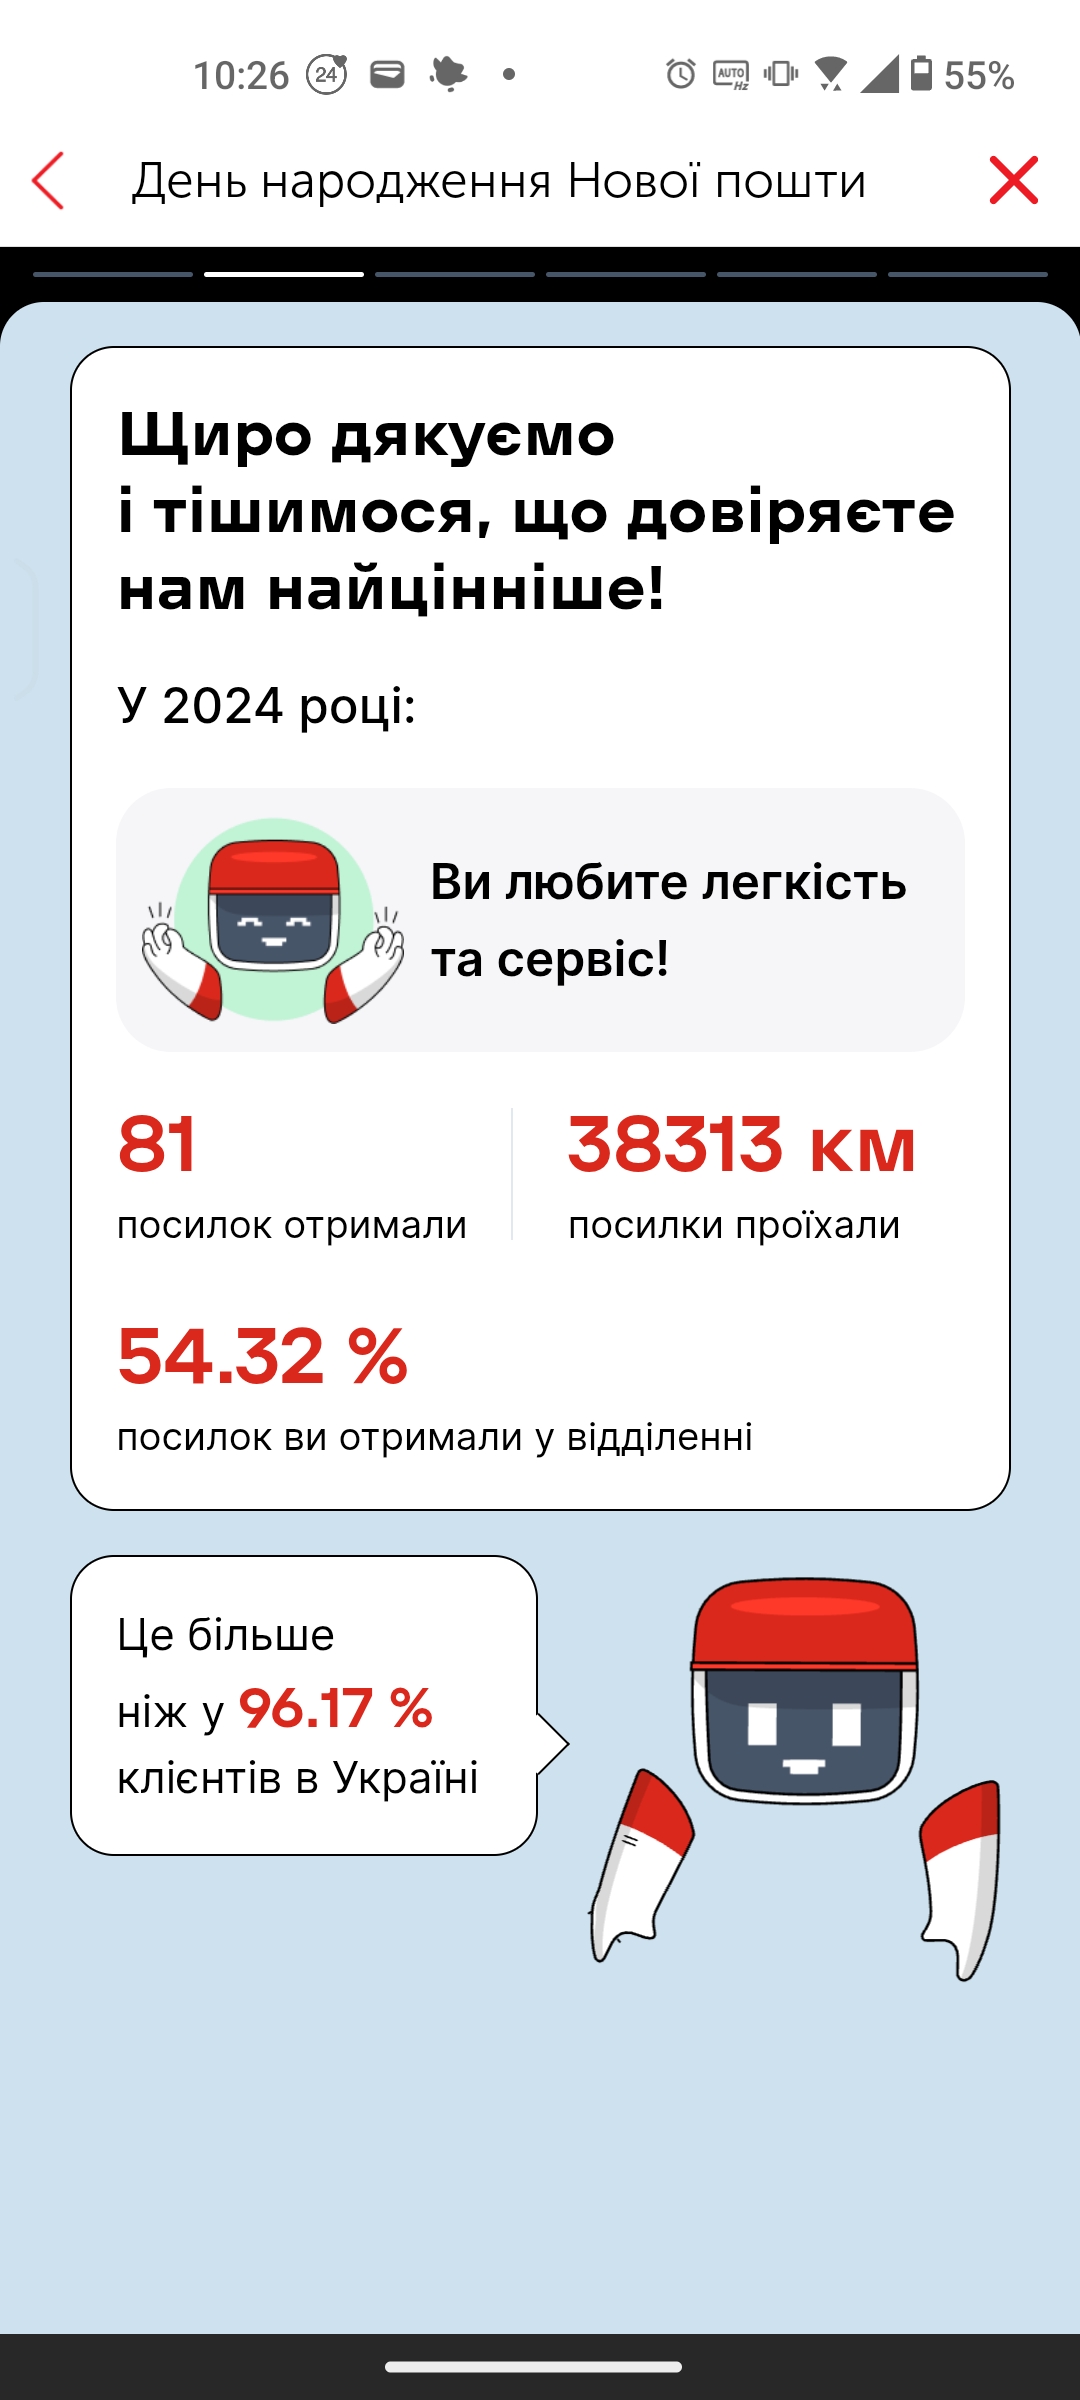 10:26
24
AUTO
Hz
55%
День народження Нової пошти
Щиро дякуємо
і тішимося, що довіряєте
нам найцінніше!
У 2024 році:
Ви любите легкість
та сервіс!
81
посилок отримали
38313 км
посилки проїхали
54.32 %
посилок ви отримали у відділенні
Це більше
ніж у 96.17 %
клієнтів в Україні